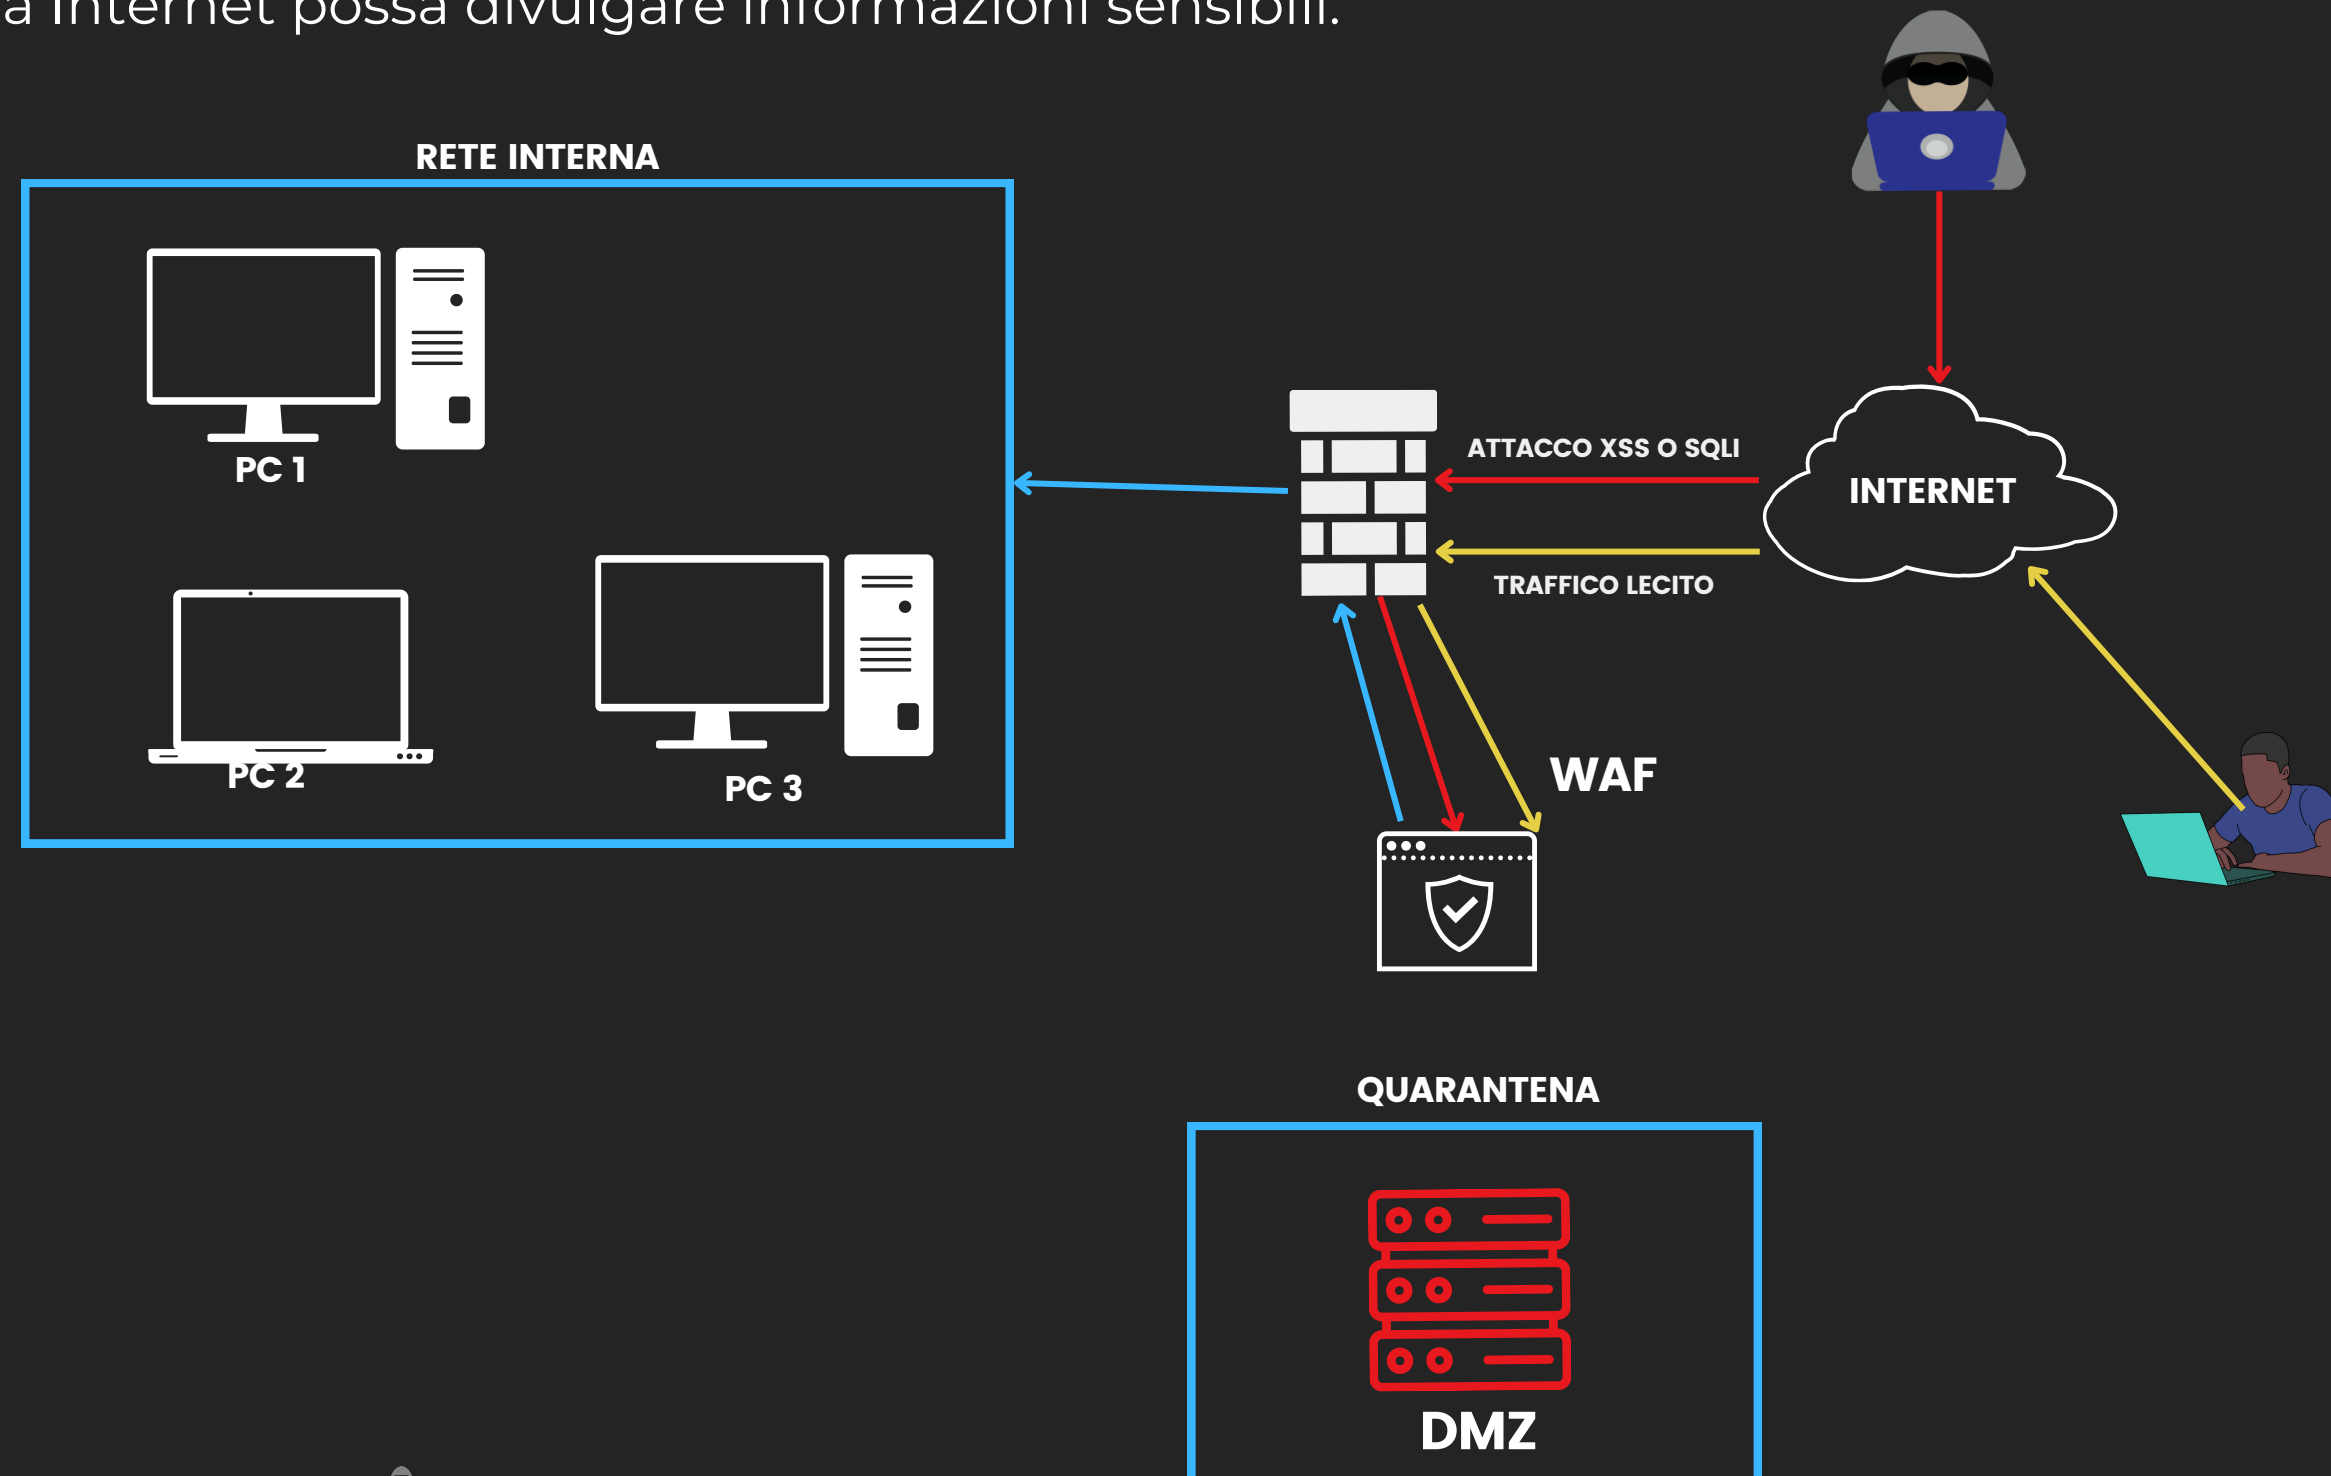 a Internet possa divulgare informazioni sensibili.
RETE INTERNA
PC 1
PC 2
PC 3
ATTACCO XSS O SQLI
INTERNET
TRAFFICO LECITO
WAF
QUARANTENA
DMZ